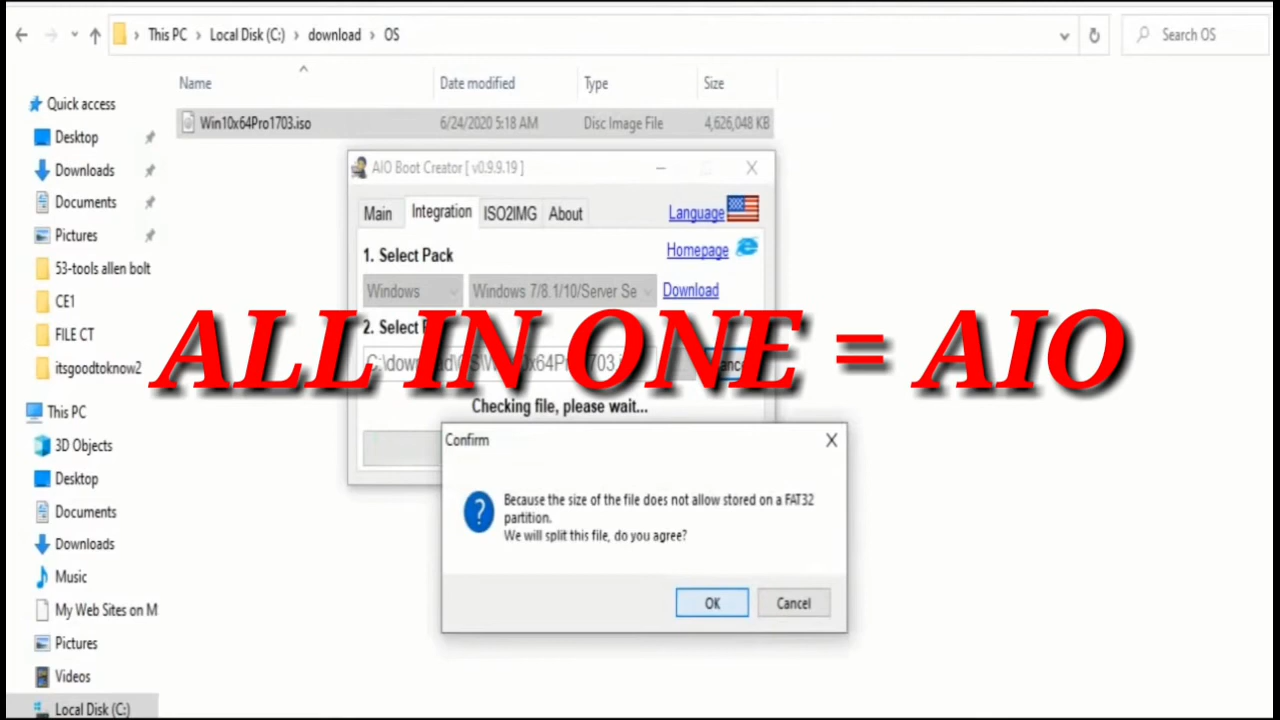 This PC > Local Disk (C:) > download > OS
Search OS
Name Date modified Type Size
Quick access
Win10x64Pro1703.iso 6/24/2020 5:18 AM Disc Image File 4,626,048 KB
Desktop
Downloads
Documents
Pictures
53-tools allen bolt
CE1
FILE CT
itsgoodtoknow2
This PC
3D Objects
Desktop
Documents
Downloads
Music
My Web Sites on M
Pictures
Videos
Local Disk (C:)
AIO Boot Creator [ v0.9.9.19 ]
Main Integration ISO2IMG About Language
Homepage
1. Select Pack
Windows Windows 7/8.1/10/Server Se Download
2. Select
ALL IN ONE = AIO
Checking file, please wait...
Confirm X
Because the size of the file does not allow stored on a FAT32
partition.
We will split this file, do you agree?
OK Cancel